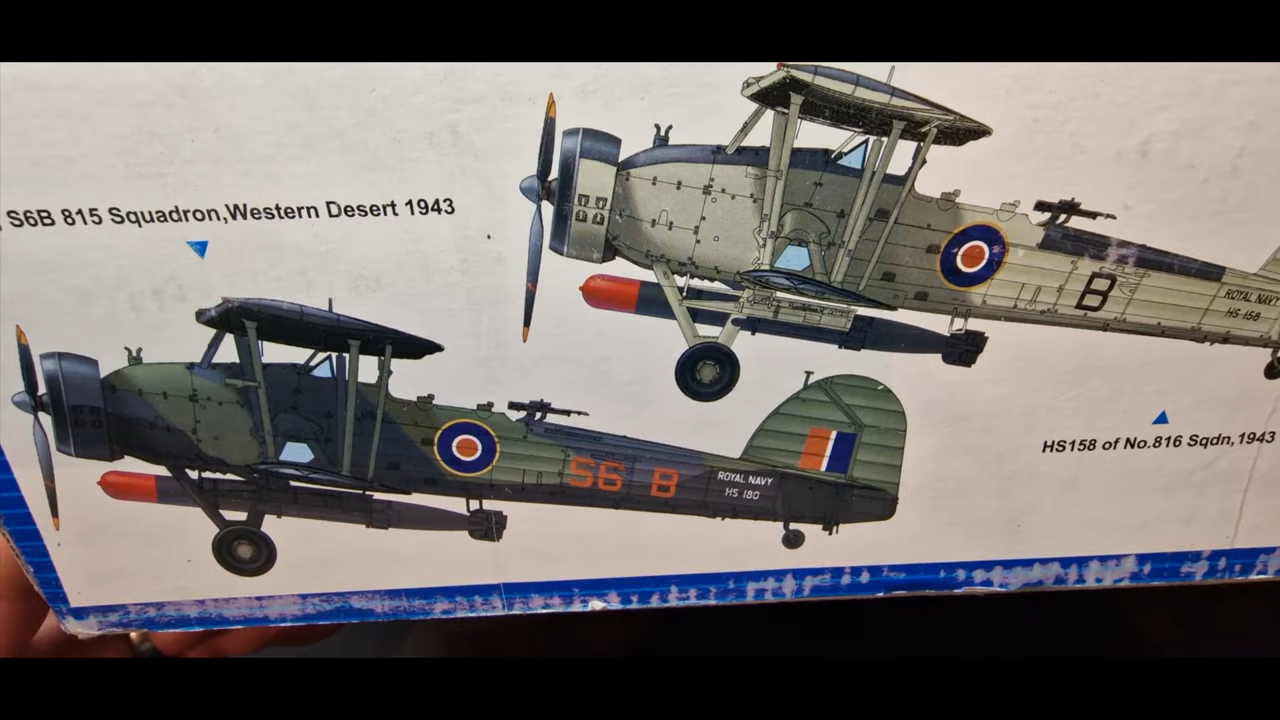 S6B 815 Squadron,Western Desert 1943
B
ROYAL NAVY
HS 158
HS158 of No.816 Sqdn,1943
S6 B
ROYAL NAVY
HS 180